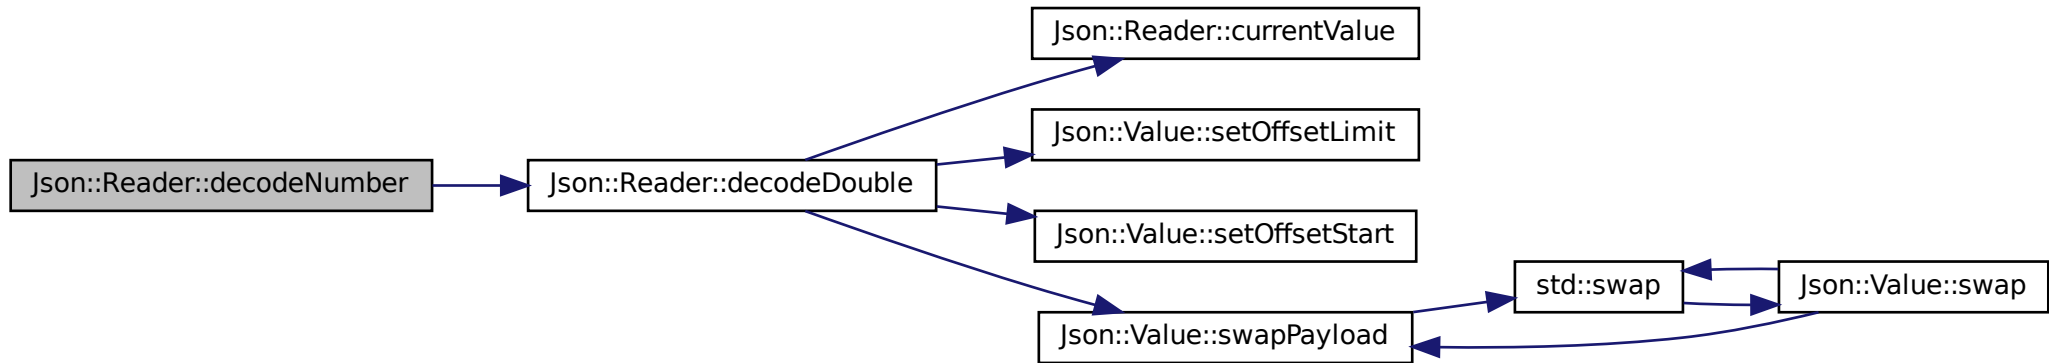 Json::Reader::currentValue
Json::Value::setOffsetLimit
Json::Reader::decodeNumber
Json::Reader::decodeDouble
Json::Value::setOffsetStart
std::swap
Json::Value::swap
Json::Value::swapPayload